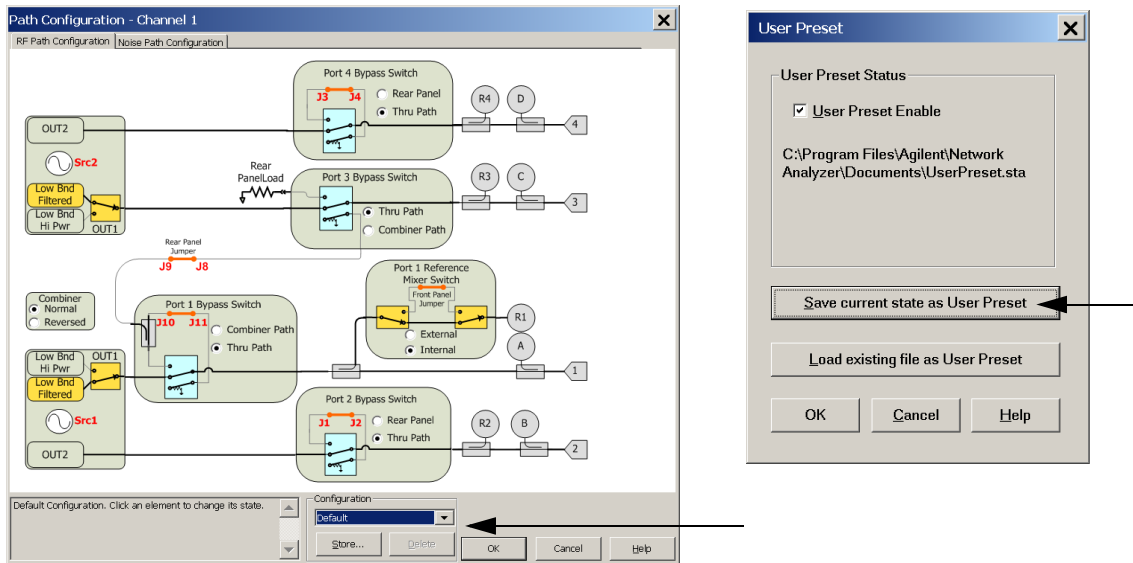 Path Configuration - Channel 1
RF Path Configuration
Noise Path Configuration
Port 4 Bypass Switch
J3
J4
Rear Panel
Thru Path
R4
D
4
OUT2
Src2
Low Bnd
Filtered
Low Bnd
Hi Pwr
OUT1
Rear
PanelLoad
Port 3 Bypass Switch
Thru Path
Combiner Path
R3
C
3
Rear Panel
Jumper
J9
J8
Port 1 Reference
Mixer Switch
Front Panel
Jumper
External
Internal
R1
A
1
Combiner
Normal
Reversed
Port 1 Bypass Switch
J10
J11
Combiner Path
Thru Path
Low Bnd
Hi Pwr
OUT1
Low Bnd
Filtered
Src1
OUT2
Port 2 Bypass Switch
J1
J2
Rear Panel
Thru Path
R2
B
2
Default Configuration. Click an element to change its state.
Configuration
Default
Store...
Delete
OK
Cancel
Help
User Preset
User Preset Status
User Preset Enable
C:\Program Files\Agilent\Network
Analyzer\Documents\UserPreset.sta
Save current state as User Preset
Load existing file as User Preset
OK
Cancel
Help